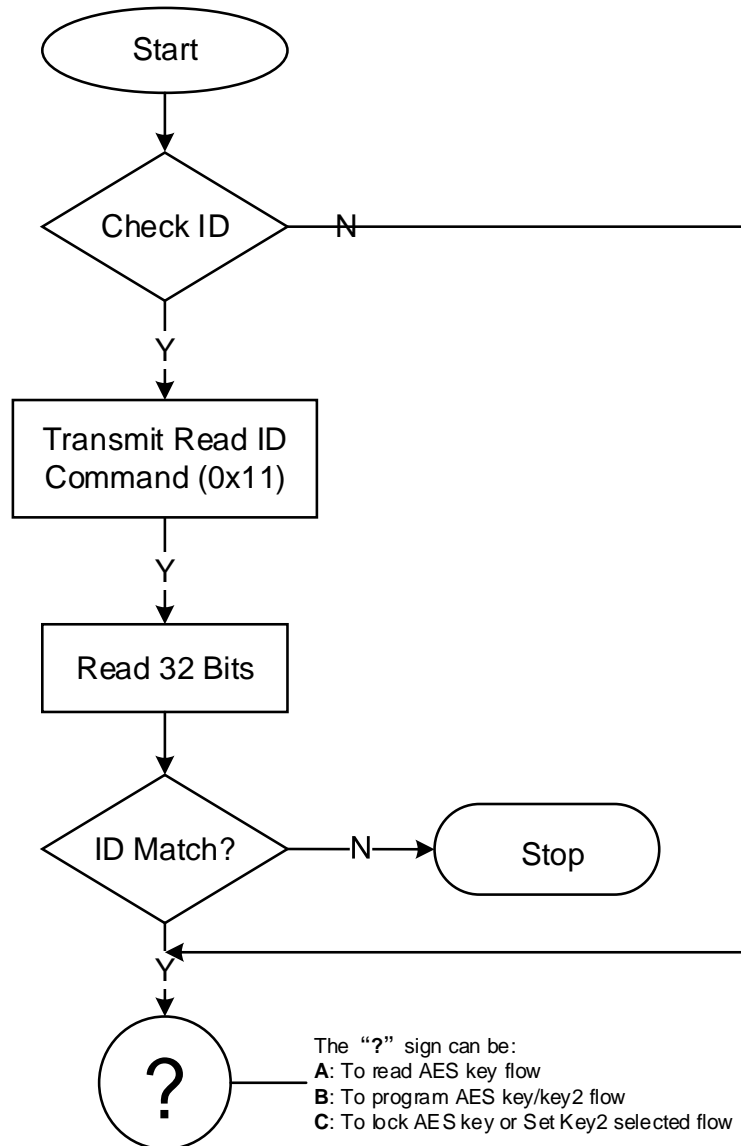 Start
Check ID
N
Y
Transmit Read ID
Command (0x11)
Y
Read 32 Bits
ID Match?
N
Stop
Y
?
The “?” sign can be:
A: To read AES key flow
B: To program AES key/key2 flow
C: To lock AES key or Set Key2 selected flow